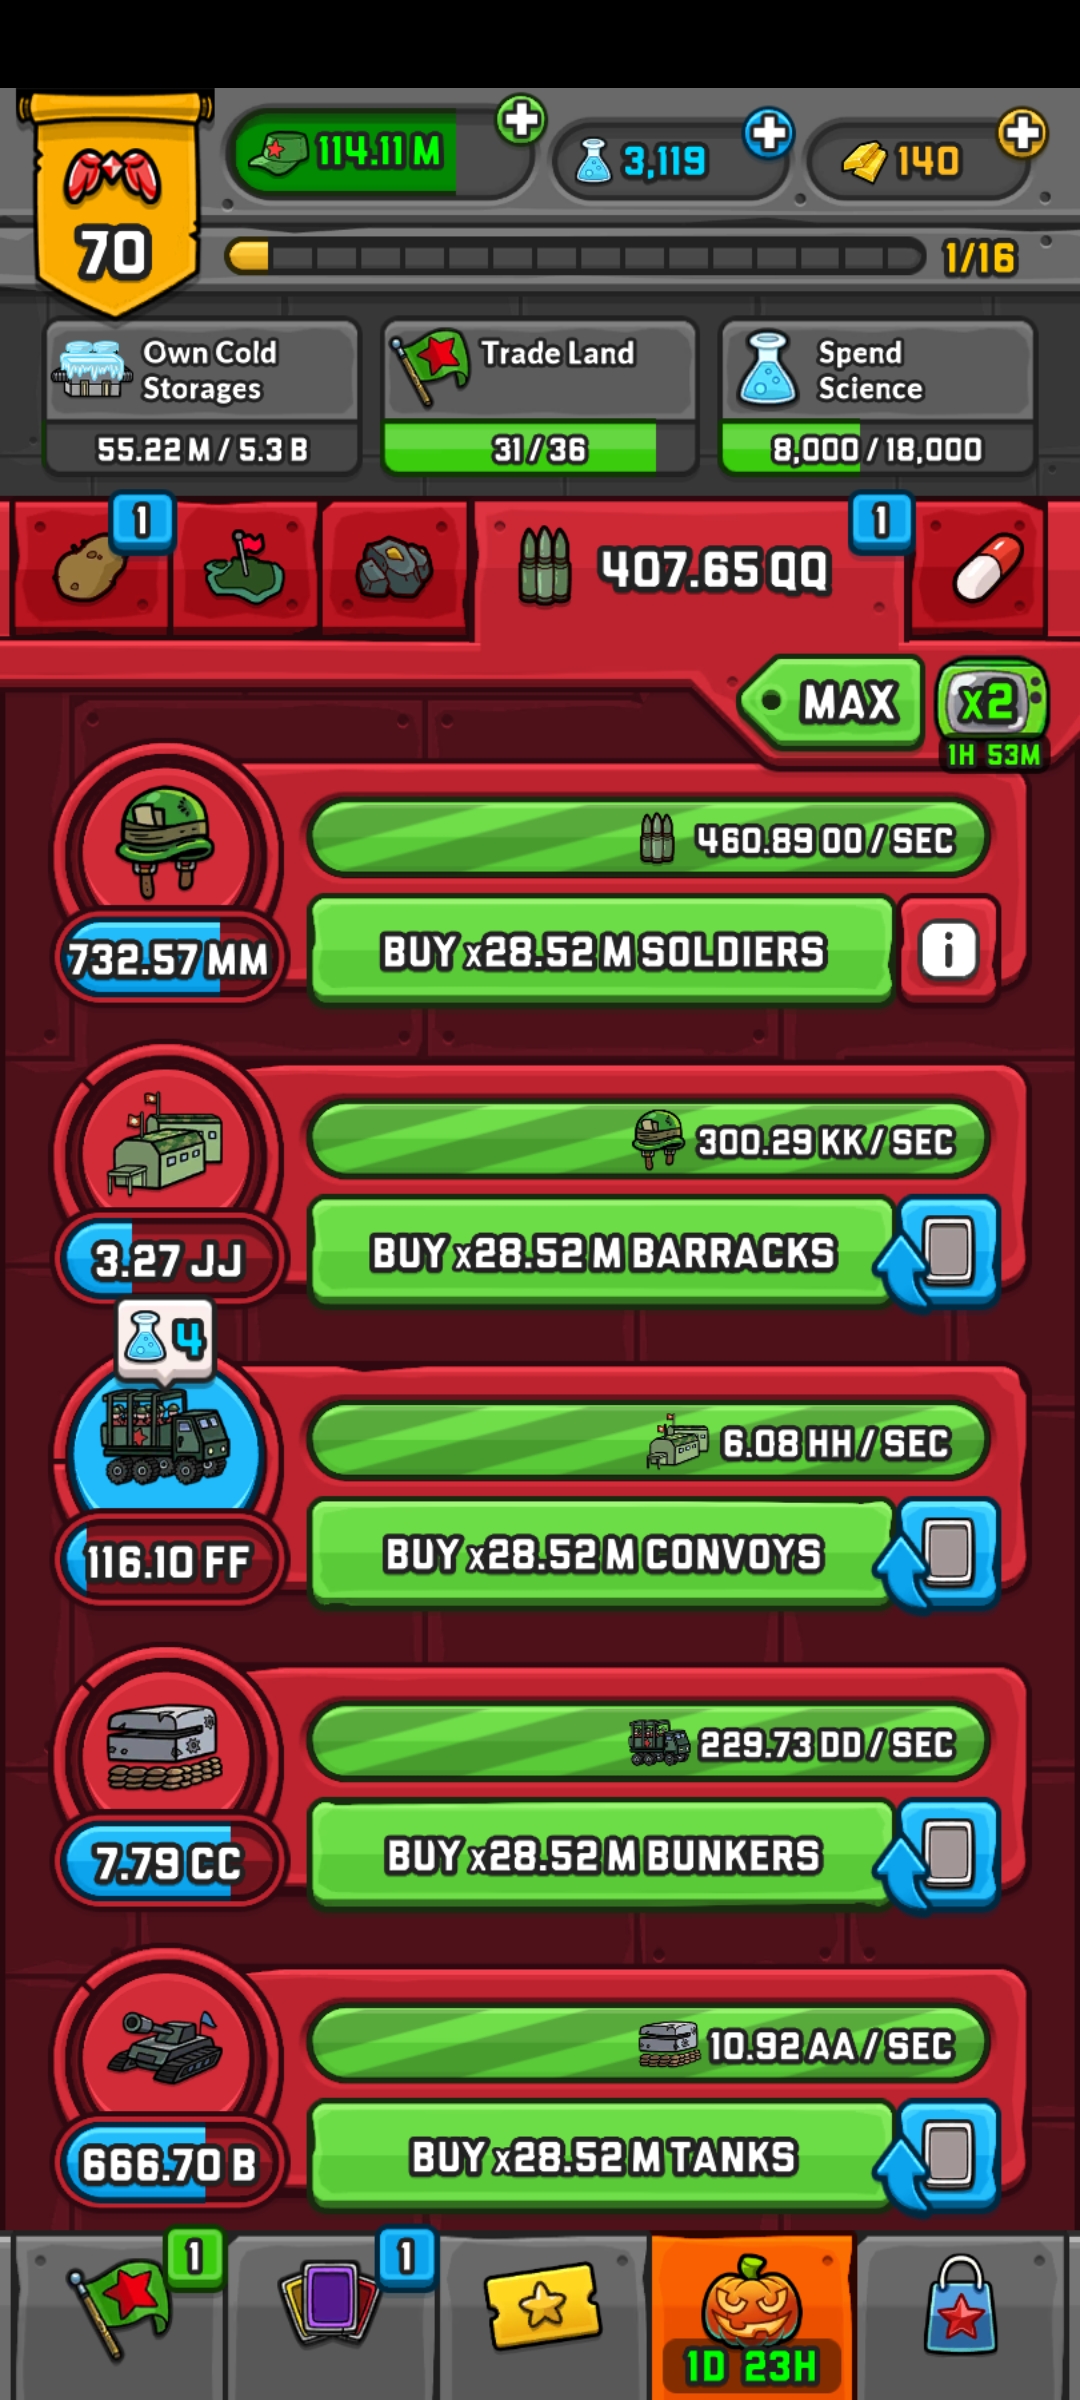 70
114.11 M
3,119
140
1/16
Own Cold
Storages
55.22 M / 5.3 B
Trade Land
31 / 36
Spend
Science
8,000 / 18,000
1
407.65 QQ
1
MAX
x2
1H 53M
460.89 OO / SEC
732.57 MM
BUY x28.52 M SOLDIERS
i
300.29 KK / SEC
3.27 JJ
BUY x28.52 M BARRACKS
4
6.08 HH / SEC
116.10 FF
BUY x28.52 M CONVOYS
229.73 DD / SEC
7.79 CC
BUY x28.52 M BUNKERS
10.92 AA / SEC
666.70 B
BUY x28.52 M TANKS
1
1
1D 23H